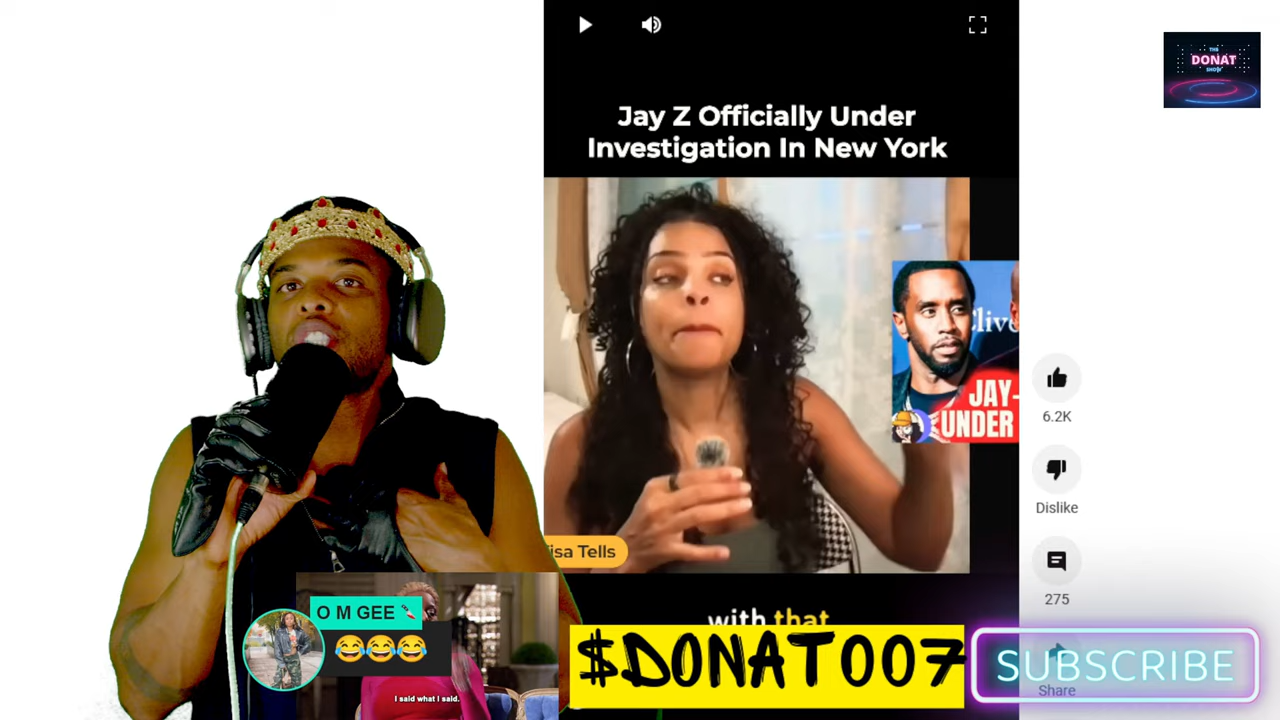 THE
DONAT
SHOW
Jay Z Officially Under
Investigation In New York
Clive
JAY-
UNDER
6.2K
Dislike
isa Tells
275
with that
O M GEE
I said what I said.
$DONAT007
SUBSCRIBE
Share